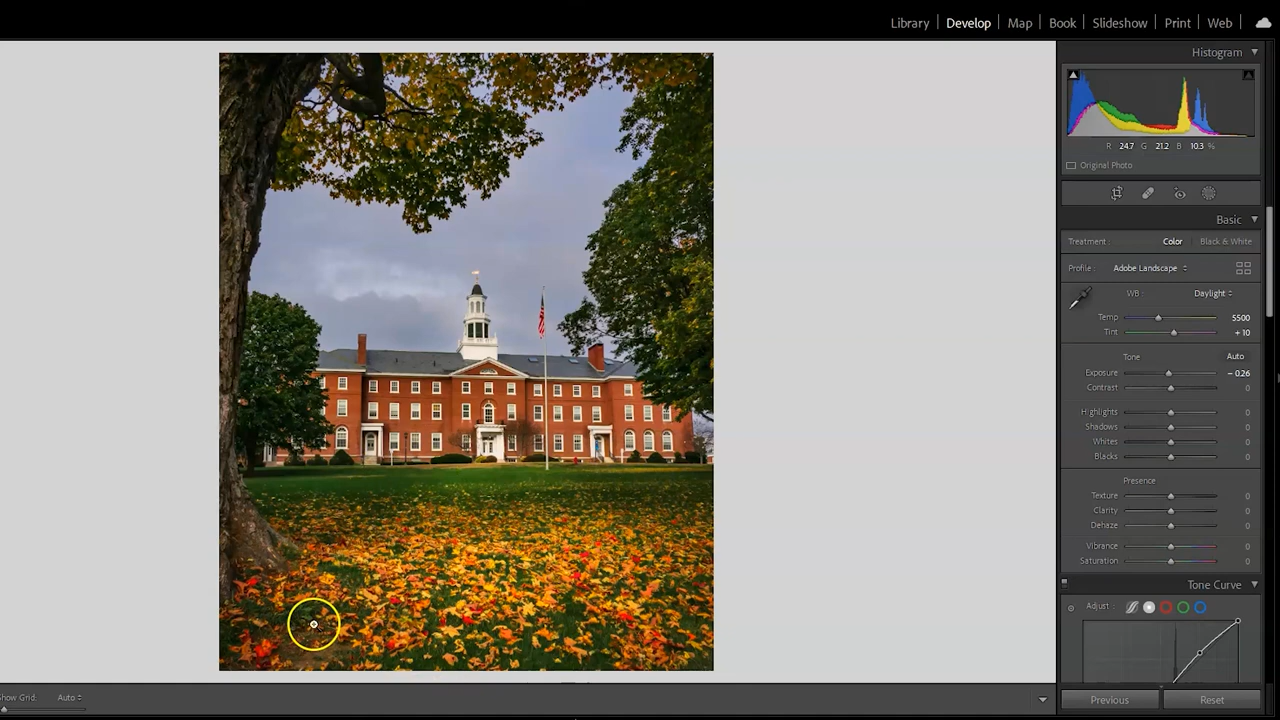 Library | Develop | Map | Book | Slideshow | Print | Web
Histogram
R 24.7 G 21.2 B 10.3 %
Original Photo
Basic
Treatment : Color Black & White
Profile : Adobe Landscape
WB : Daylight
Temp 5500
Tint + 10
Tone Auto
Exposure − 0.26
Contrast 0
Highlights 0
Shadows 0
Whites 0
Blacks 0
Presence
Texture 0
Clarity 0
Dehaze 0
Vibrance 0
Saturation 0
Tone Curve
Adjust :
Previous Reset
how Grid: Auto